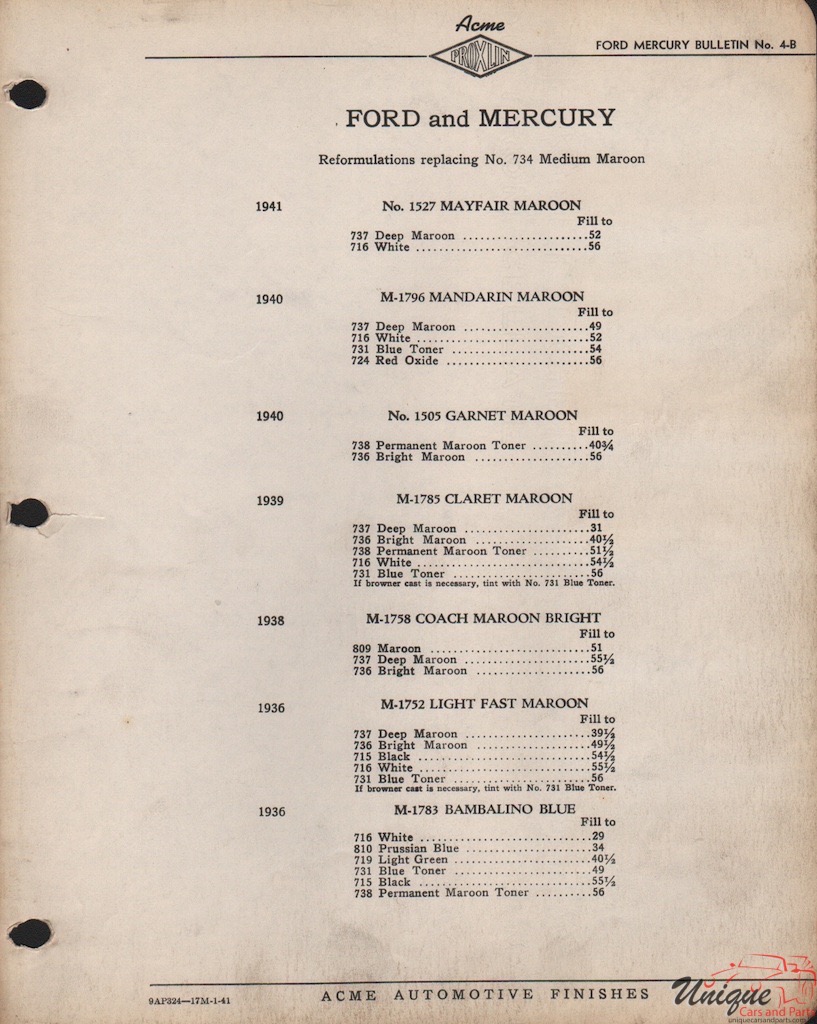 Acme
PROXLIN
FORD MERCURY BULLETIN No. 4-B
FORD and MERCURY
Reformulations replacing No. 734 Medium Maroon
1941 No. 1527 MAYFAIR MAROON
Fill to
737 Deep Maroon ......................52
716 White ..............................56
1940 M-1796 MANDARIN MAROON
Fill to
737 Deep Maroon ......................49
716 White ..............................52
731 Blue Toner ........................54
724 Red Oxide .........................56
1940 No. 1505 GARNET MAROON
Fill to
738 Permanent Maroon Toner ..........40¾
736 Bright Maroon ....................56
1939 M-1785 CLARET MAROON
Fill to
737 Deep Maroon ......................31
736 Bright Maroon ....................40½
738 Permanent Maroon Toner ..........51½
716 White ..............................54½
731 Blue Toner ........................56
If browner cast is necessary, tint with No. 731 Blue Toner.
1938 M-1758 COACH MAROON BRIGHT
Fill to
809 Maroon ............................51
737 Deep Maroon ......................55½
736 Bright Maroon ....................56
1936 M-1752 LIGHT FAST MAROON
Fill to
737 Deep Maroon ......................39½
736 Bright Maroon ....................49½
715 Black ..............................54½
716 White ..............................55½
731 Blue Toner ........................56
If browner cast is necessary, tint with No. 731 Blue Toner.
1936 M-1783 BAMBALINO BLUE
Fill to
716 White ..............................29
810 Prussian Blue ......................34
719 Light Green ........................40½
731 Blue Toner ........................49
715 Black ..............................55½
738 Permanent Maroon Toner ..........56
9AP324—17M-1-41
ACME AUTOMOTIVE FINISHES
Unique
Cars and Parts
uniquecarsandparts.com